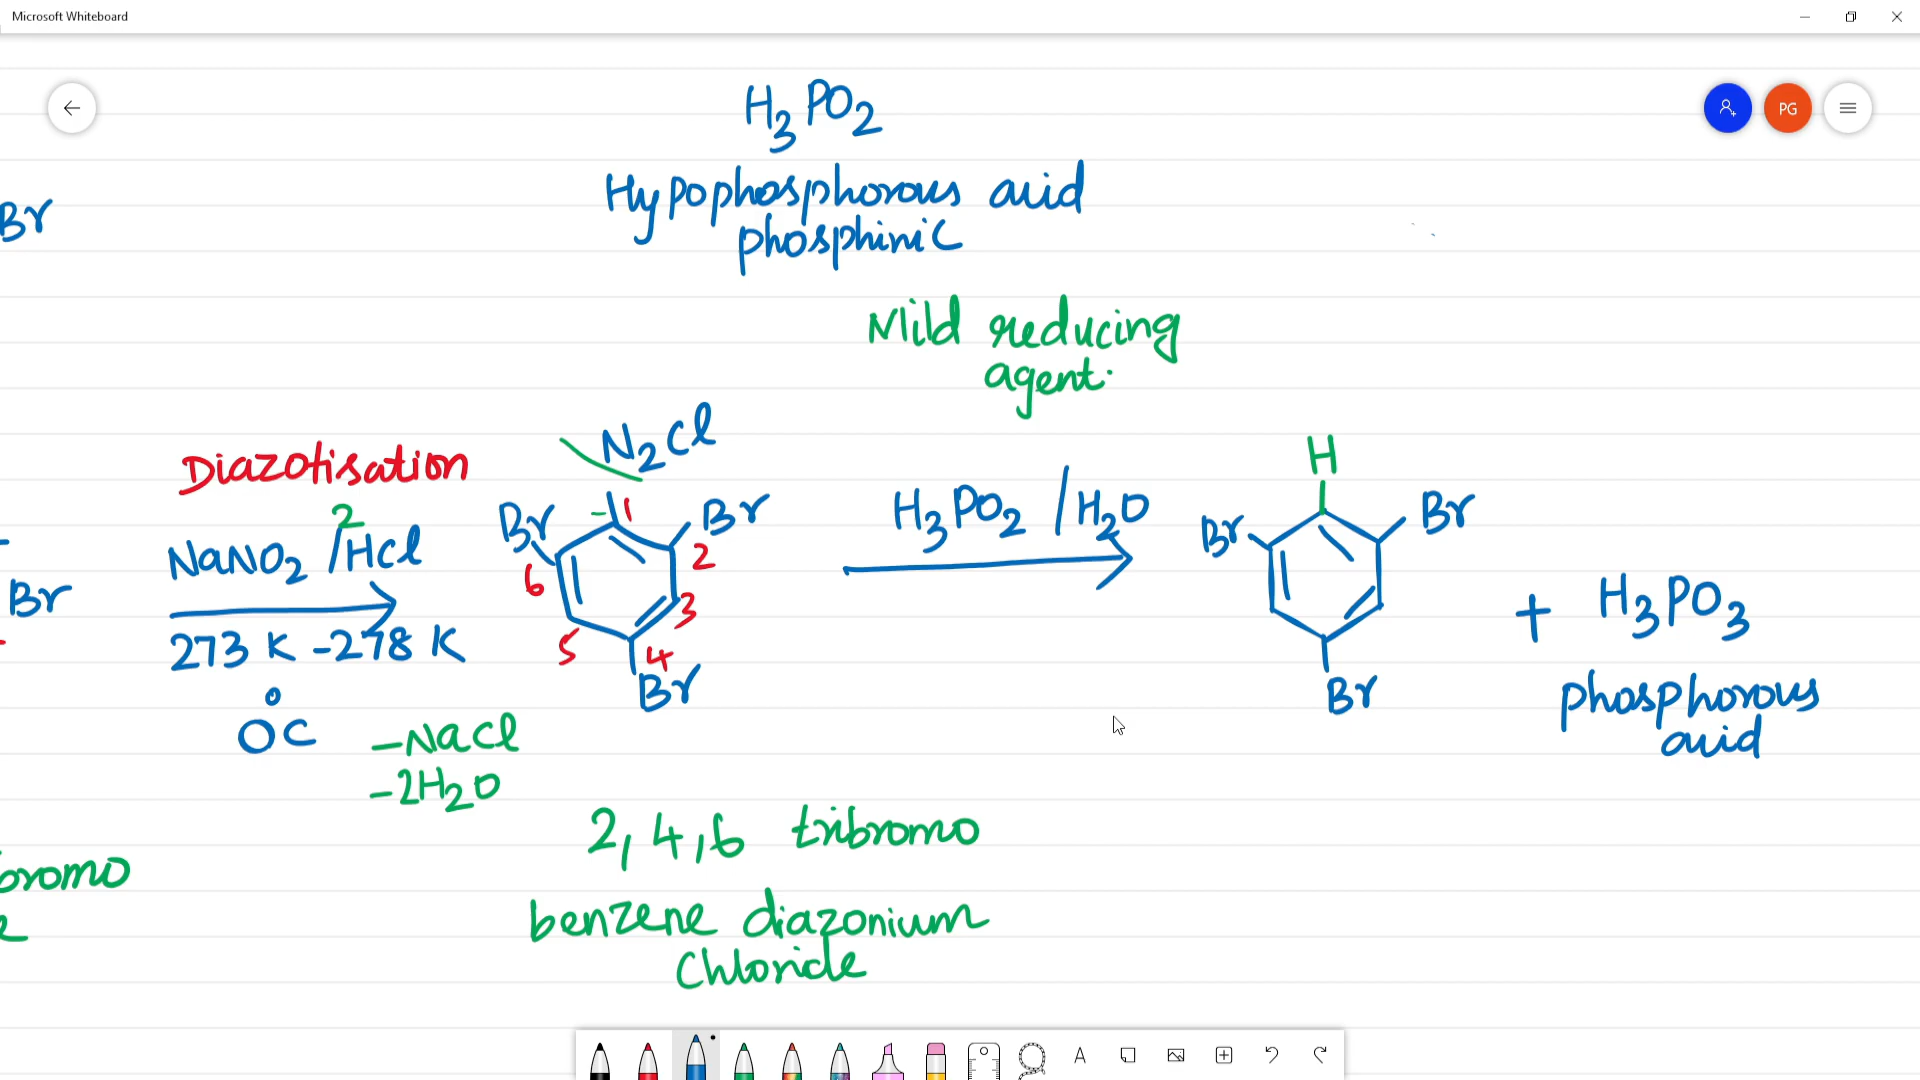 Microsoft Whiteboard
PG
H3PO2
Hypophosphorous acid
phosphinic
Br
Mild reducing
agent.
Diazotisation
2
NaNO2 /HCl
273 K -278 K
0°C
-NaCl
-2H2O
Br
N2Cl
Br
Br
1
2
3
4
5
6
Br
H3PO2 /H2O
H
Br
Br
Br
+ H3PO3
phosphorous
acid
2,4,6 tribromo
benzene diazonium
Chloride
bromo
e
A